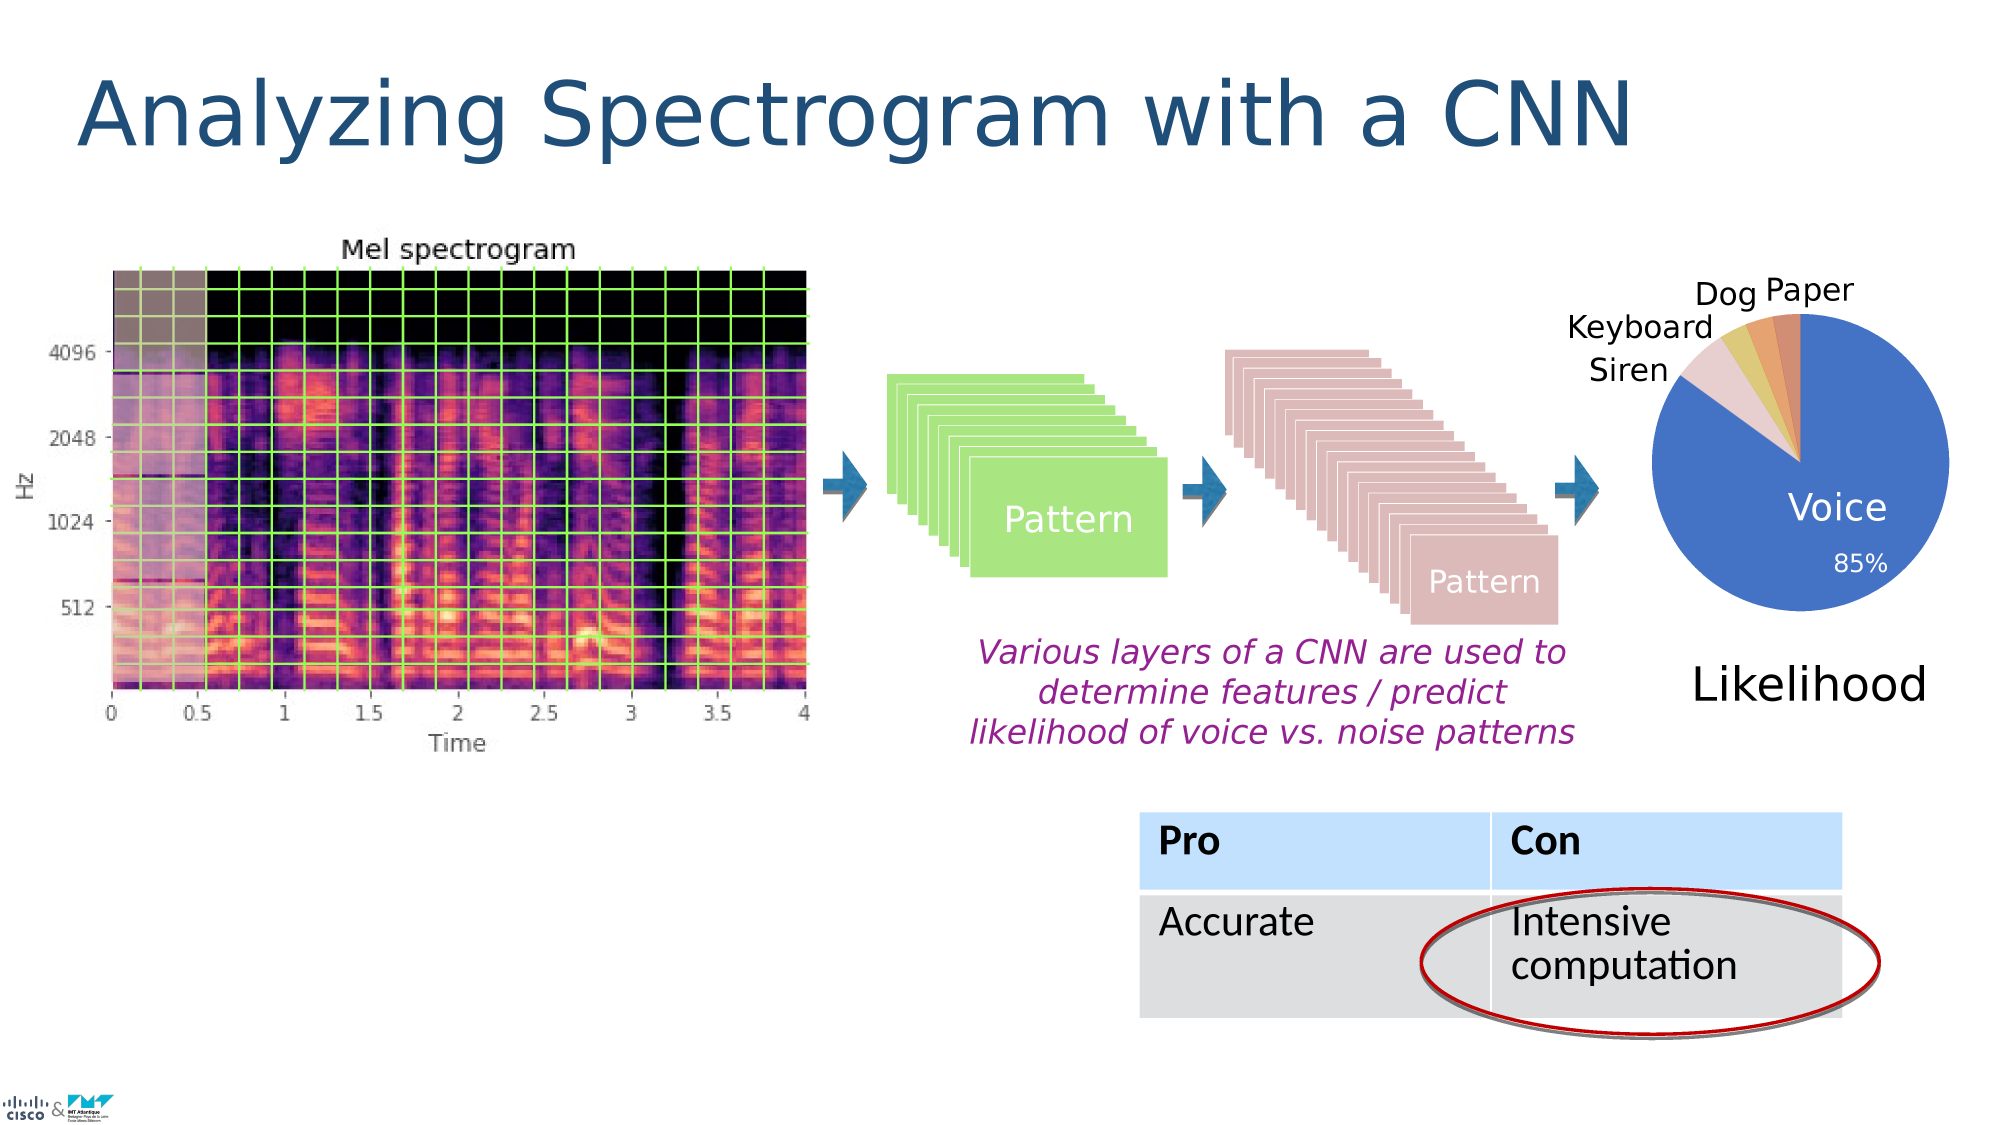 Analyzing Spectrogram with a CNN
Mel spectrogram
4096
2048
1024
512
Hz
0 0.5 1 1.5 2 2.5 3 3.5 4
Time
Pattern
Pattern
Various layers of a CNN are used to
determine features / predict
likelihood of voice vs. noise patterns
Dog Paper
Keyboard
Siren
Voice
85%
Likelihood
Pro Con
Accurate Intensive
computation
CISCO & IMT Atlantique